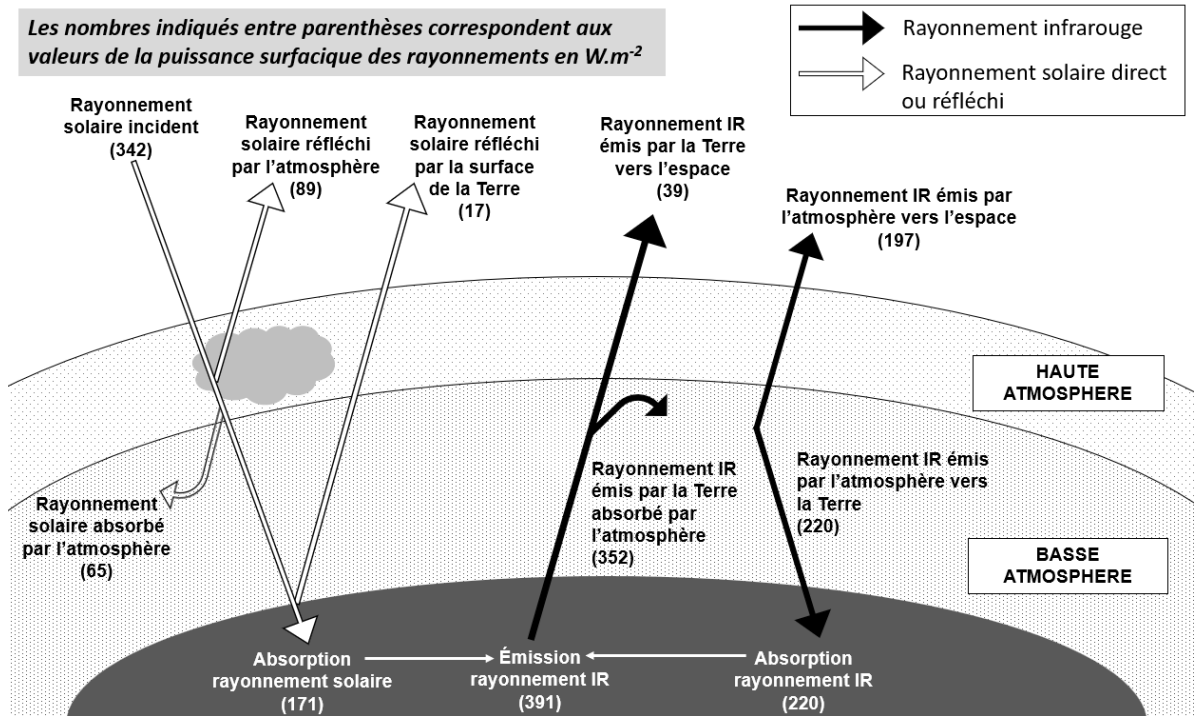 Les nombres indiqués entre parenthèses correspondent aux
valeurs de la puissance surfacique des rayonnements en W.m⁻²
Rayonnement infrarouge
Rayonnement solaire direct
ou réfléchi
Rayonnement
solaire incident
(342)
Rayonnement
solaire réfléchi
par l’atmosphère
(89)
Rayonnement
solaire réfléchi
par la surface
de la Terre
(17)
Rayonnement IR
émis par la Terre
vers l’espace
(39)
Rayonnement IR émis par
l’atmosphère vers l’espace
(197)
HAUTE
ATMOSPHERE
Rayonnement
solaire absorbé
par l’atmosphère
(65)
Rayonnement IR
émis par la Terre
absorbé par
l’atmosphère
(352)
Rayonnement IR émis
par l’atmosphère vers
la Terre
(220)
BASSE
ATMOSPHERE
Absorption
rayonnement solaire
(171)
Émission
rayonnement IR
(391)
Absorption
rayonnement IR
(220)